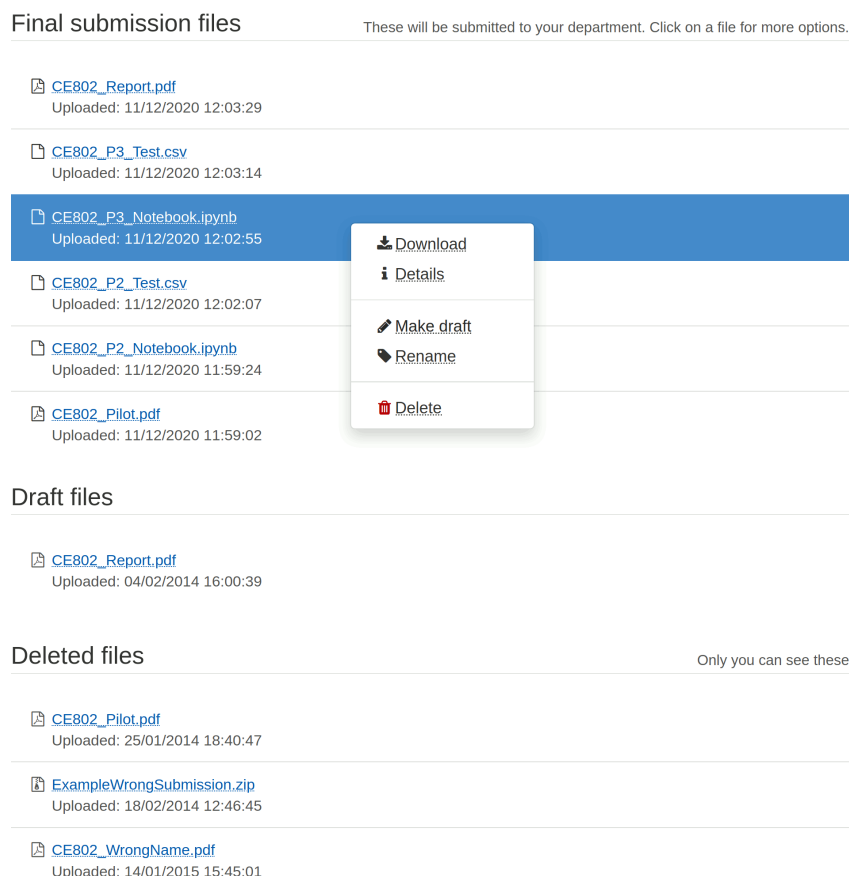 Final submission files
These will be submitted to your department. Click on a file for more options.
CE802_Report.pdf
Uploaded: 11/12/2020 12:03:29
CE802_P3_Test.csv
Uploaded: 11/12/2020 12:03:14
CE802_P3_Notebook.ipynb
Uploaded: 11/12/2020 12:02:55
Download
Details
Make draft
Rename
Delete
CE802_P2_Test.csv
Uploaded: 11/12/2020 12:02:07
CE802_P2_Notebook.ipynb
Uploaded: 11/12/2020 11:59:24
CE802_Pilot.pdf
Uploaded: 11/12/2020 11:59:02
Draft files
CE802_Report.pdf
Uploaded: 04/02/2014 16:00:39
Deleted files
Only you can see these
CE802_Pilot.pdf
Uploaded: 25/01/2014 18:40:47
ExampleWrongSubmission.zip
Uploaded: 18/02/2014 12:46:45
CE802_WrongName.pdf
Uploaded: 14/01/2015 15:45:01